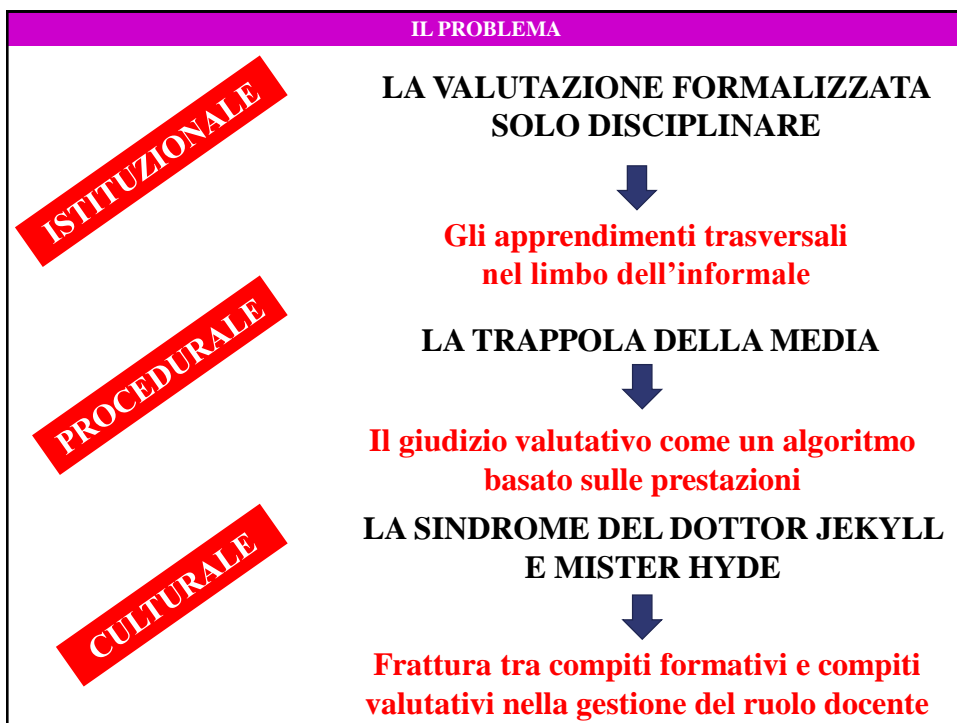 IL PROBLEMA
ISTITUZIONALE
LA VALUTAZIONE FORMALIZZATA
SOLO DISCIPLINARE
Gli apprendimenti trasversali
nel limbo dell’informale
PROCEDURALE
LA TRAPPOLA DELLA MEDIA
Il giudizio valutativo come un algoritmo
basato sulle prestazioni
CULTURALE
LA SINDROME DEL DOTTOR JEKYLL
E MISTER HYDE
Frattura tra compiti formativi e compiti
valutativi nella gestione del ruolo docente